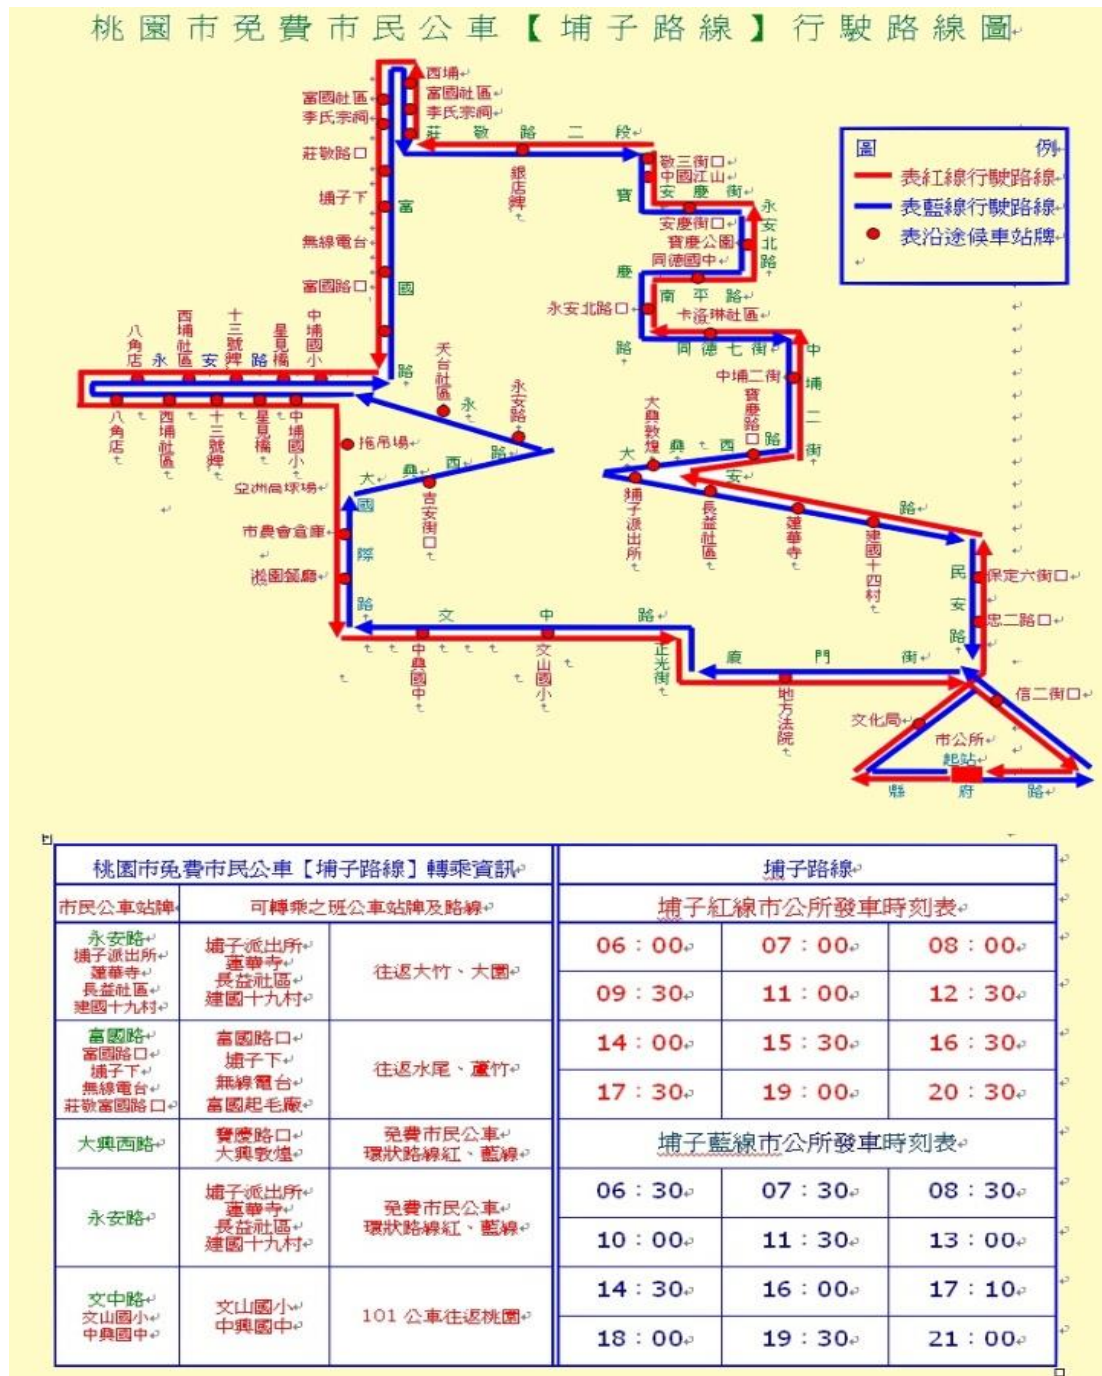 桃園市免費市民公車【埔子路線】行駛路線圖
西埔
富國社區
李氏宗祠
富國社區
李氏宗祠
莊敬路二段
莊敬路口
銀店牌
敬三街口
中國江山
圖例
表紅線行駛路線
表藍線行駛路線
表沿途候車站牌
埔子下
富國路
寶慶路
安慶街
永安北路
安慶街口
寶慶公園
無線電台
同德國中
富國路口
南平路
永安北路口
卡洛琳社區
同德七街
中埔二街
八角店
西埔社區
十三號牌
星見橋
中埔國小
永安路
天台社區
永安路
中埔二街
寶慶路口
大興敦煌
八角店
西埔社區
十三號牌
星見橋
中埔國小
拖吊場
永
路
大興西
大興西路
安
路
亞洲高球場
吉安街口
埔子派出所
長益社區
蓮華寺
建國十四村
國際路
市農會倉庫
民安路
保定六街口
忠二路口
文中路
中興國中
文山國小
正光街
廈門街
地方法院
信二街口
文化局
市公所
起站
縣府路
桃園市免費市民公車【埔子路線】轉乘資訊
埔子路線
市民公車站牌
可轉乘之班公車站牌及路線
埔子紅線市公所發車時刻表
永安路
埔子派出所
蓮華寺
長益社區
建國十九村
埔子派出所
蓮華寺
長益社區
建國十九村
往返大竹、大園
06：00 07：00 08：00
09：30 11：00 12：30
富國路
富國路口
埔子下
無線電台
莊敬富國路口
富國路口
埔子下
無線電台
富國起毛廠
往返水尾、蘆竹
14：00 15：30 16：30
17：30 19：00 20：30
大興西路
寶慶路口
大興敦煌
免費市民公車
環狀路線紅、藍線
埔子藍線市公所發車時刻表
永安路
埔子派出所
蓮華寺
長益社區
建國十九村
免費市民公車
環狀路線紅、藍線
06：30 07：30 08：30
10：00 11：30 13：00
文中路
文山國小
中興國中
文山國小
中興國中
101 公車往返桃園
14：30 16：00 17：10
18：00 19：30 21：00